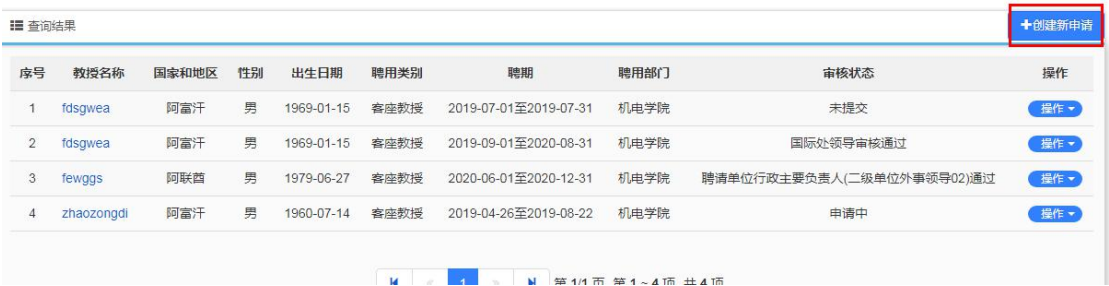 查询结果
+创建新申请
序号 教授名称 国家和地区 性别 出生日期 聘用类别 聘期 聘用部门 审核状态 操作
1 fdsgwea 阿富汗 男 1969-01-15 客座教授 2019-07-01至2019-07-31 机电学院 未提交 操作
2 fdsgwea 阿富汗 男 1969-01-15 客座教授 2019-09-01至2020-08-31 机电学院 国际处领导审核通过 操作
3 fewggs 阿联酋 男 1979-06-27 客座教授 2020-06-01至2020-12-31 机电学院 聘请单位行政主要负责人(二级单位外事领导02)通过 操作
4 zhaozongdi 阿富汗 男 1960-07-14 客座教授 2019-04-26至2019-08-22 机电学院 申请中 操作
1 第 1/1 页 第 1 ~ 4 项 共 4 项